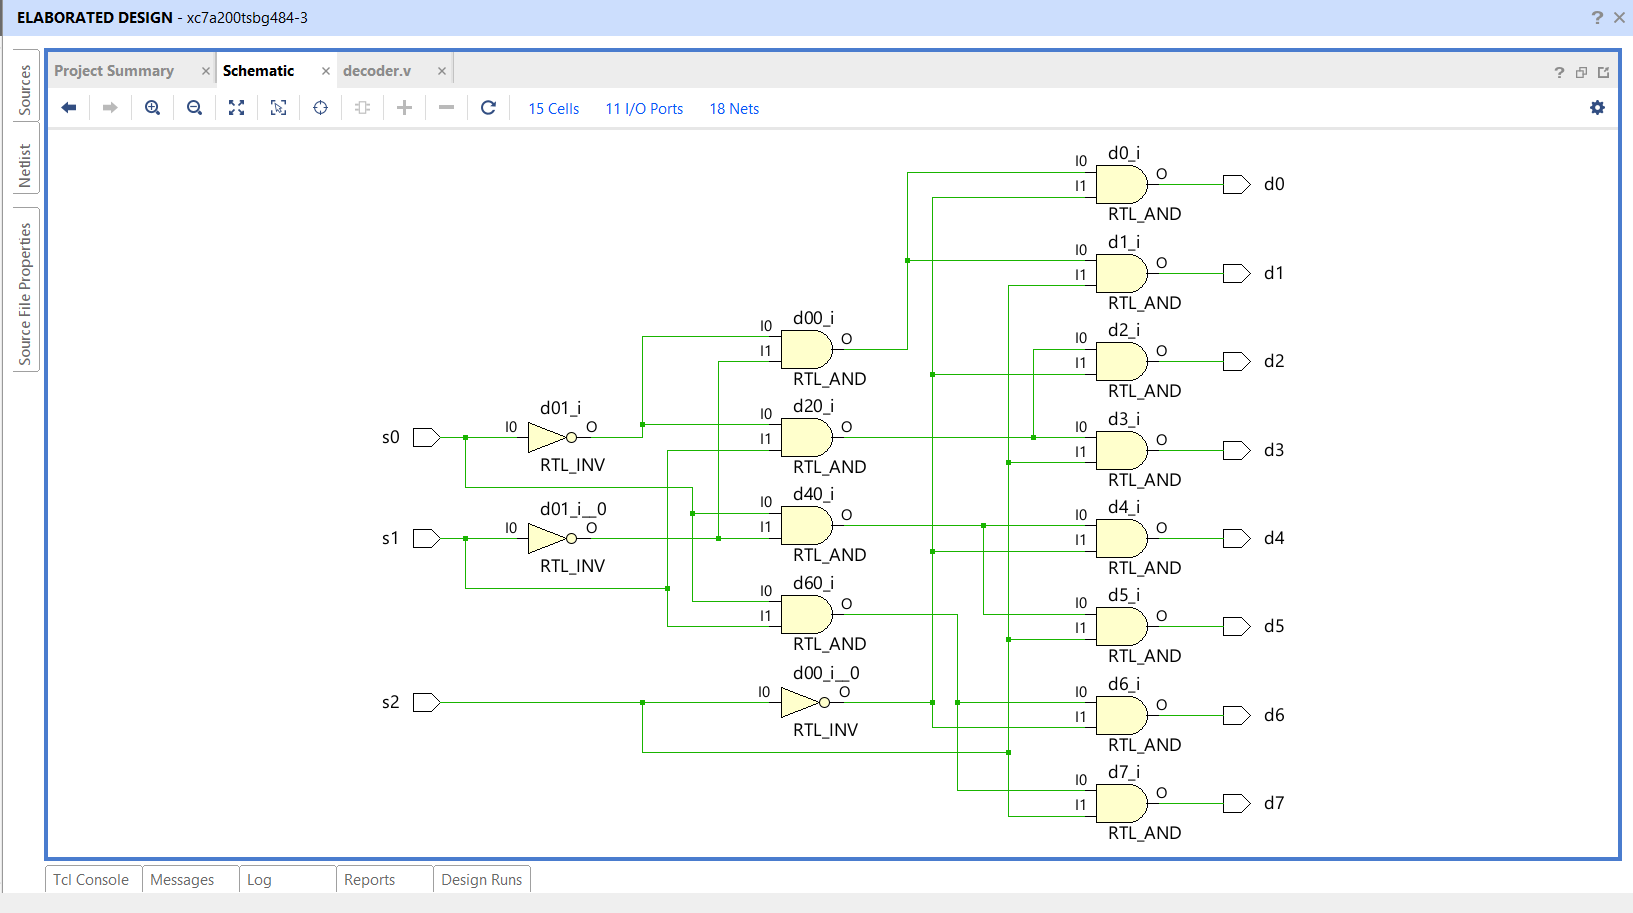 ELABORATED DESIGN - xc7a200tsbg484-3
?
Sources
Netlist
Source File Properties
Project Summary
Schematic
decoder.v
?
15 Cells
11 I/O Ports
18 Nets
d0_i
I0
I1
O
RTL_AND
d0
d1_i
I0
I1
O
RTL_AND
d1
d00_i
I0
I1
O
RTL_AND
d2_i
I0
I1
O
RTL_AND
d2
d01_i
s0
I0
O
RTL_INV
d20_i
I0
I1
O
RTL_AND
d3_i
I0
I1
O
RTL_AND
d3
d01_i__0
s1
I0
O
RTL_INV
d40_i
I0
I1
O
RTL_AND
d4_i
I0
I1
O
RTL_AND
d4
d60_i
I0
I1
O
RTL_AND
d5_i
I0
I1
O
RTL_AND
d5
s2
d00_i__0
I0
O
RTL_INV
d6_i
I0
I1
O
RTL_AND
d6
d7_i
I0
I1
O
RTL_AND
d7
Tcl Console
Messages
Log
Reports
Design Runs